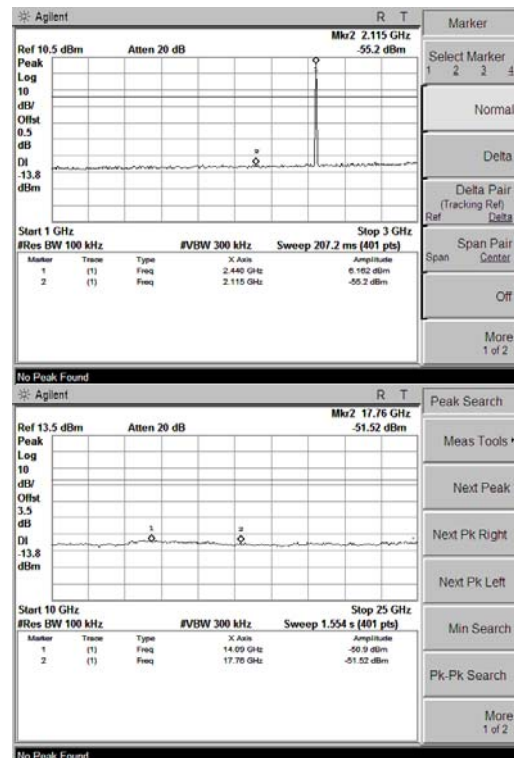 Agilent R T
Mkr2 2.115 GHz
Ref 10.5 dBm Atten 20 dB -55.2 dBm
Peak
Log
10
dB/
Offst
0.5
dB
DI
-13.8
dBm
1
2
Start 1 GHz Stop 3 GHz
#Res BW 100 kHz #VBW 300 kHz Sweep 207.2 ms (401 pts)
Marker Trace Type X Axis Amplitude
1 (1) Freq 2.440 GHz 6.162 dBm
2 (1) Freq 2.115 GHz -55.2 dBm
No Peak Found
Marker
Select Marker
1 2 3 4
Normal
Delta
Delta Pair
(Tracking Ref)
Ref Delta
Span Pair
Span Center
Off
More
1 of 2
Agilent R T
Mkr2 17.76 GHz
Ref 13.5 dBm Atten 20 dB -51.52 dBm
Peak
Log
10
dB/
Offst
3.5
dB
DI
-13.8
dBm
1 2
Start 10 GHz Stop 25 GHz
#Res BW 100 kHz #VBW 300 kHz Sweep 1.554 s (401 pts)
Marker Trace Type X Axis Amplitude
1 (1) Freq 14.09 GHz -50.9 dBm
2 (1) Freq 17.76 GHz -51.52 dBm
No Peak Found
Peak Search
Meas Tools
Next Peak
Next Pk Right
Next Pk Left
Min Search
Pk-Pk Search
More
1 of 2